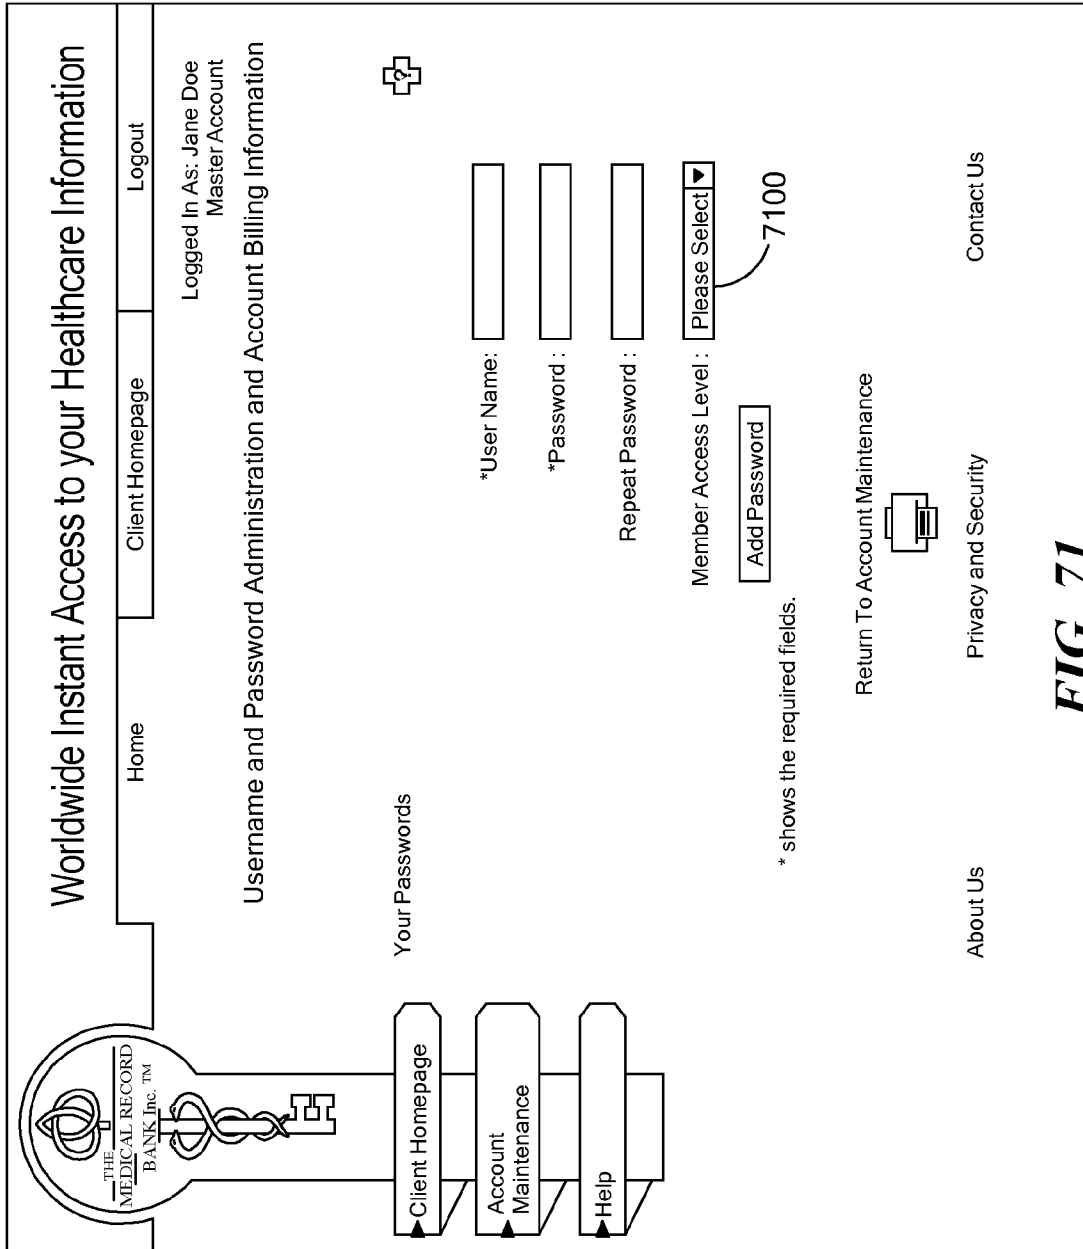 Worldwide Instant Access to your Healthcare Information
THE
MEDICAL RECORD
BANK Inc.™
Home
Client Homepage
Logout
Logged In As: Jane Doe
Master Account
Username and Password Administration and Account Billing Information
Client Homepage
Account
Maintenance
Help
Your Passwords
?
*User Name:
*Password :
Repeat Password :
Member Access Level :
Please Select
7100
Add Password
* shows the required fields.
Return To Account Maintenance
About Us
Privacy and Security
Contact Us
FIG. 71